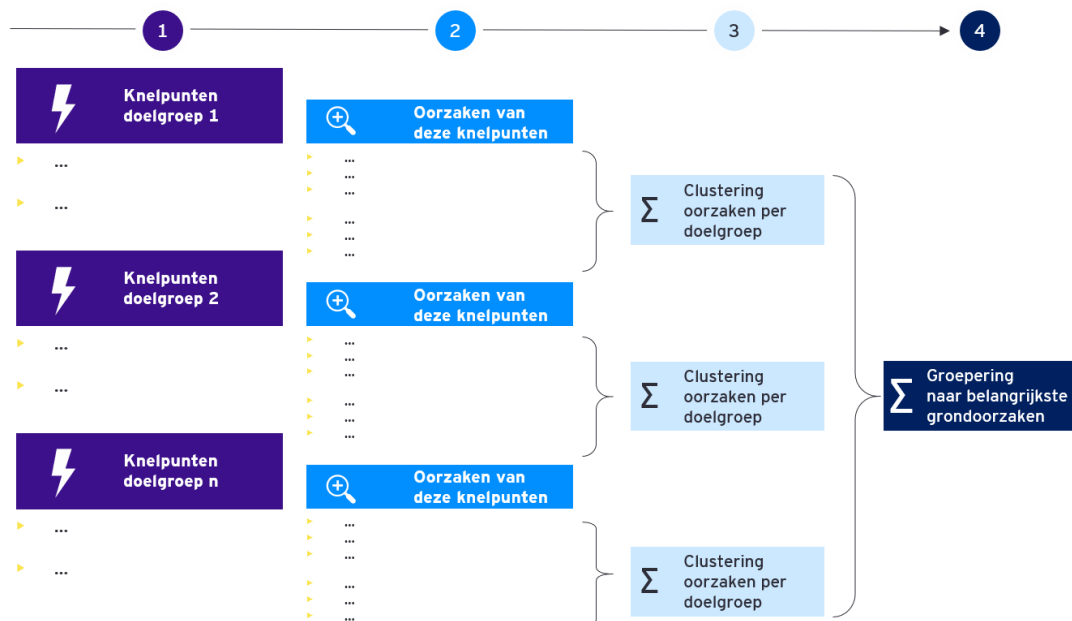 1
2
3
4
Knelpunten
doelgroep 1
...
...
Oorzaken van
deze knelpunten
...
...
...
...
...
...
Σ
Clustering
oorzaken per
doelgroep
Knelpunten
doelgroep 2
...
...
Oorzaken van
deze knelpunten
...
...
...
...
...
...
Σ
Clustering
oorzaken per
doelgroep
Knelpunten
doelgroep n
...
...
Oorzaken van
deze knelpunten
...
...
...
...
...
...
Σ
Clustering
oorzaken per
doelgroep
Σ
Groepering
naar belangrijkste
grondoorzaken